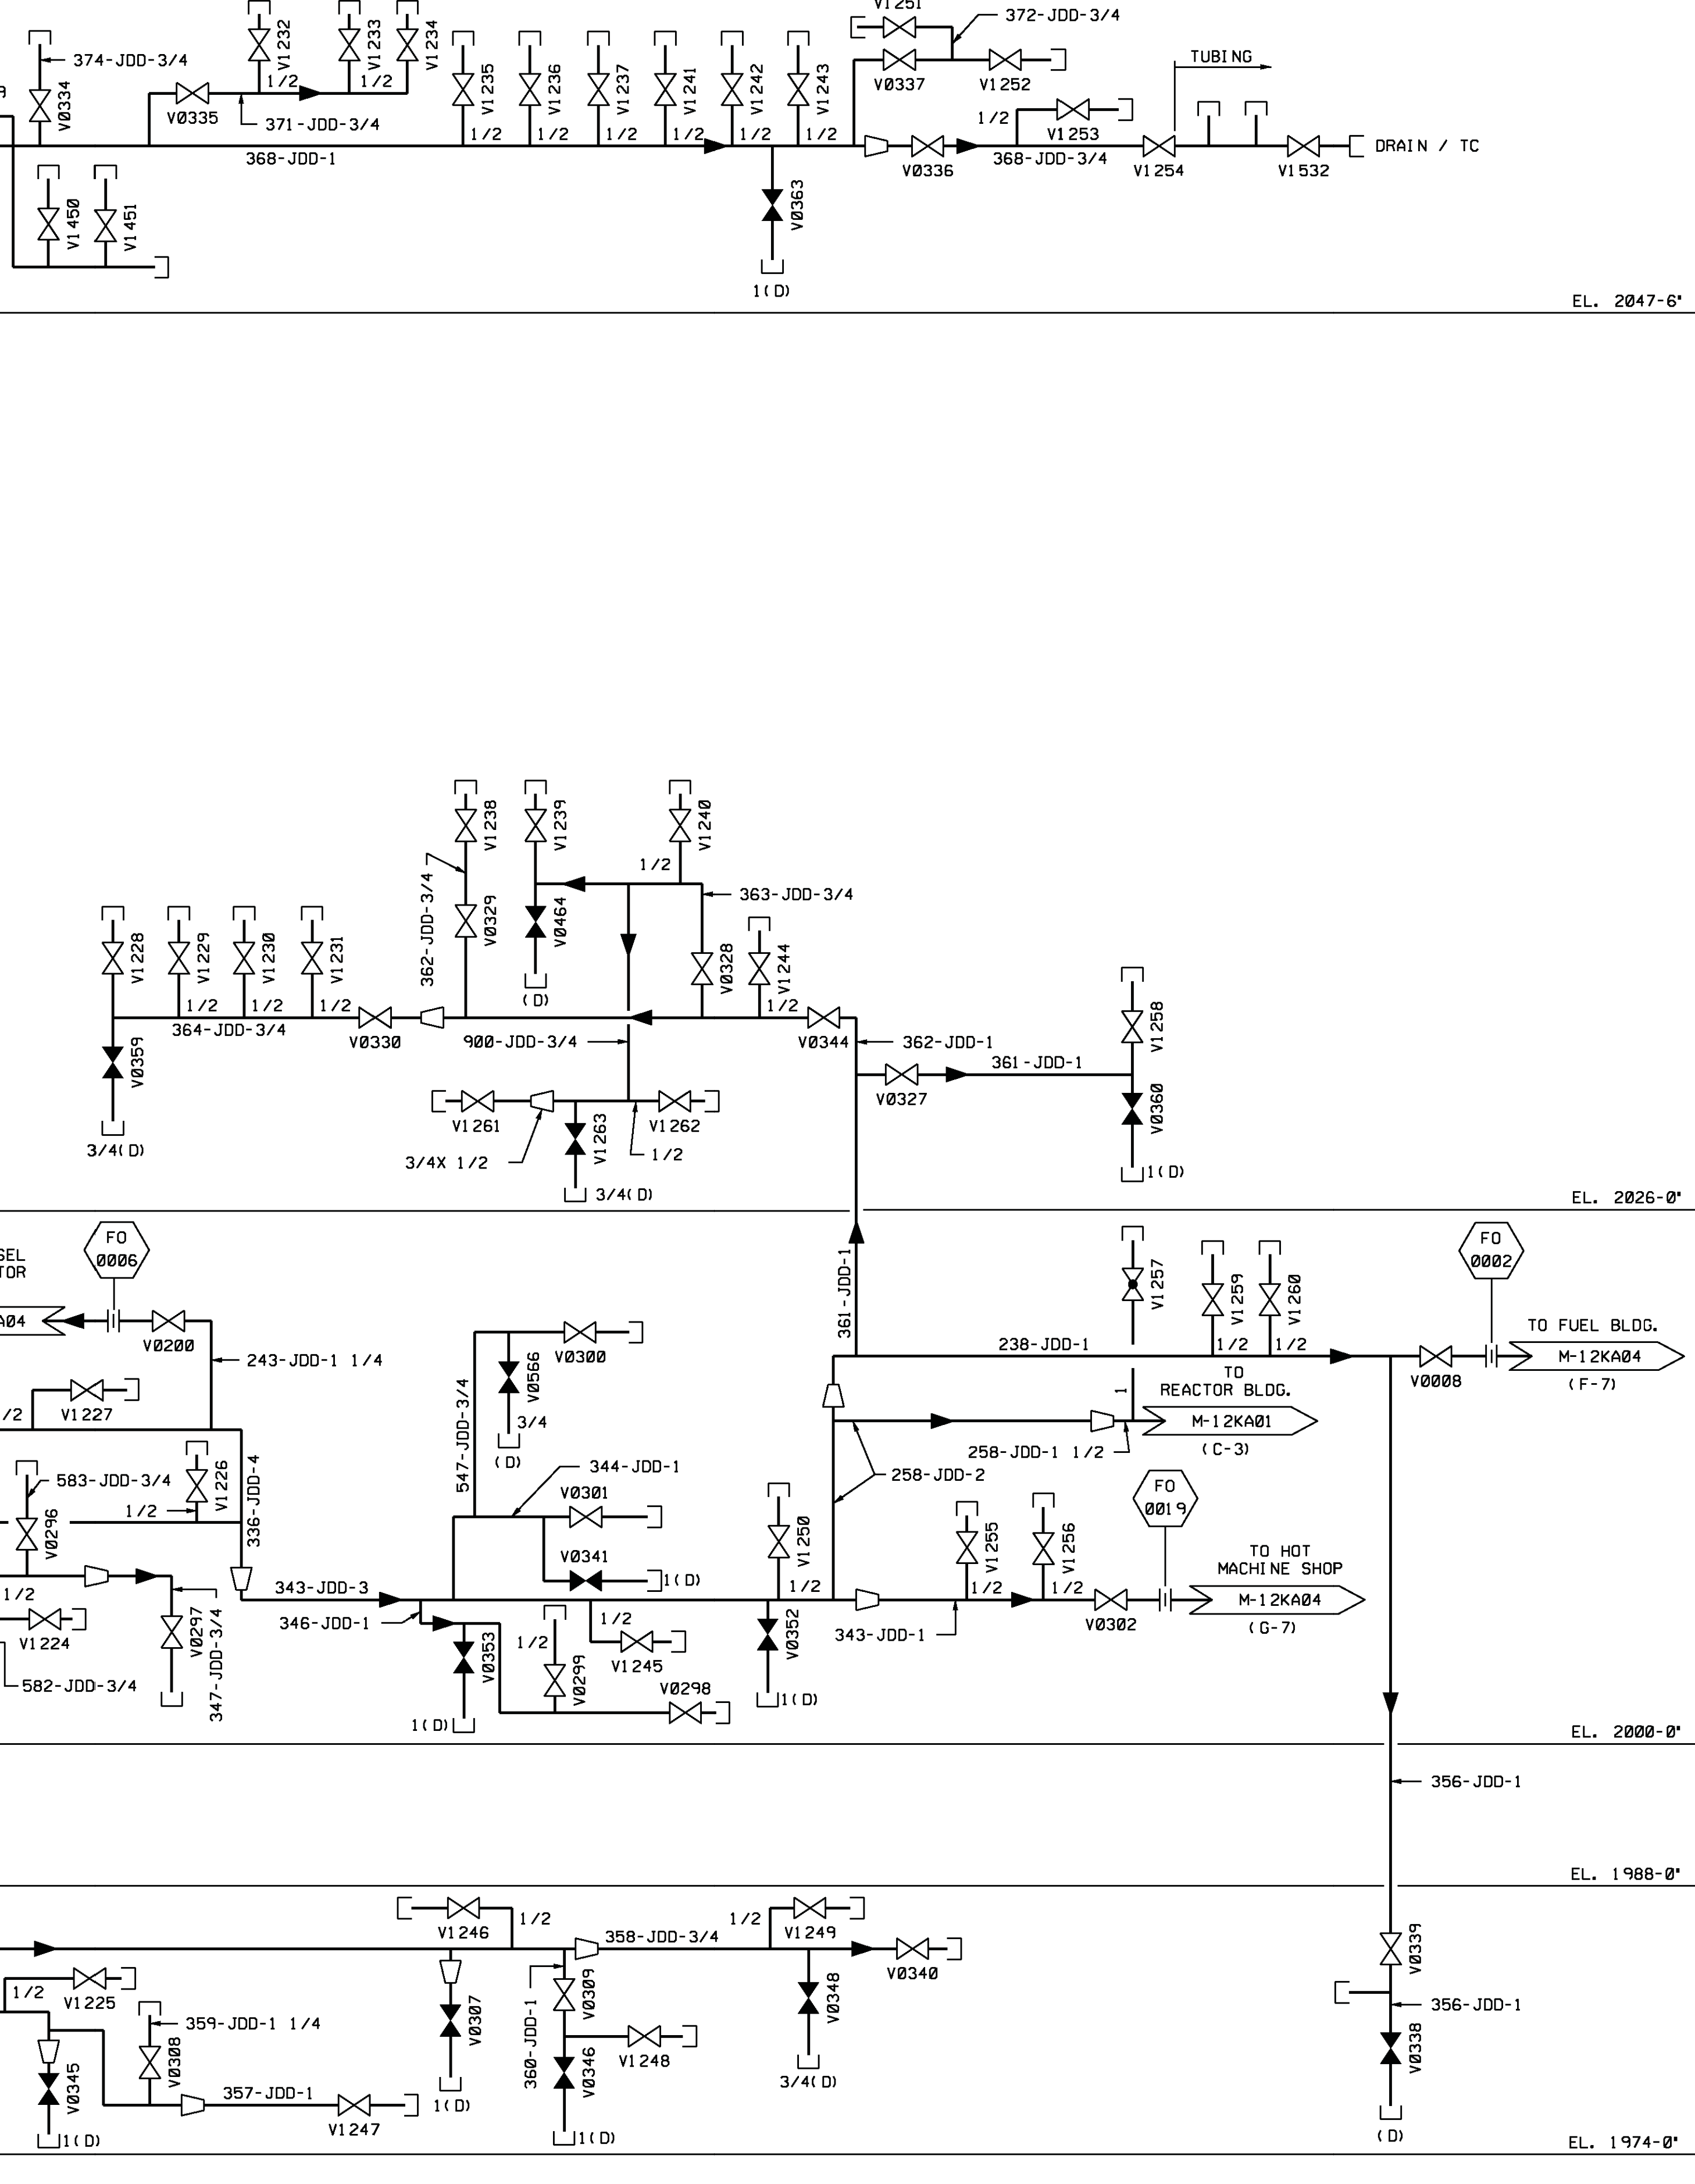 V1251
372-JDD-3/4
374-JDD-3/4
V0334
V1232
V1233
V1234
1/2
1/2
V0335
371-JDD-3/4
V1235
V1236
V1237
V1241
V1242
V1243
1/2
1/2
1/2
1/2
1/2
1/2
V0337
V1252
TUBING
1/2
V1253
368-JDD-1
V0336
368-JDD-3/4
V1254
V1532
DRAIN / TC
V1450
V1451
V0363
1(D)
EL. 2047-6"
V1238
V1239
V1240
1/2
362-JDD-3/4
V0329
V0464
363-JDD-3/4
V0328
V1244
V1228
V1229
V1230
V1231
(D)
1/2
1/2
1/2
1/2
364-JDD-3/4
V0330
900-JDD-3/4
V0344
362-JDD-1
V1258
361-JDD-1
V0359
V0327
V0360
V1261
V1263
V1262
3/4(D)
3/4X 1/2
1/2
1(D)
3/4(D)
EL. 2026-0"
FO
0006
FO
0002
361-JDD-1
V1257
V1259
V1260
A04
V0200
TO FUEL BLDG.
M-12KA04
(F-7)
V0008
238-JDD-1
1/2
1/2
243-JDD-1 1/4
V0300
V0566
3/4
(D)
547-JDD-3/4
TO
REACTOR BLDG.
M-12KA01
(C-3)
1
V1227
/2
258-JDD-1 1/2
258-JDD-2
583-JDD-3/4
V1226
1/2
V0296
336-JDD-4
344-JDD-1
V0301
V0341
1(D)
V1250
1/2
FO
0019
V1255
V1256
1/2
1/2
TO HOT
MACHINE SHOP
M-12KA04
(G-7)
V0302
343-JDD-1
343-JDD-3
346-JDD-1
1/2
V1224
V0297
347-JDD-3/4
582-JDD-3/4
V0353
1(D)
1/2
V0299
1/2
V1245
V0298
V0352
1(D)
EL. 2000-0"
356-JDD-1
EL. 1988-0"
V1246
1/2
358-JDD-3/4
1/2
V1249
V0340
V0339
1/2
V1225
359-JDD-1 1/4
V0308
V0307
360-JDD-1
V0309
V0348
356-JDD-1
V0338
V0345
V0346
V1248
3/4(D)
357-JDD-1
V1247
1(D)
1(D)
1(D)
(D)
EL. 1974-0"